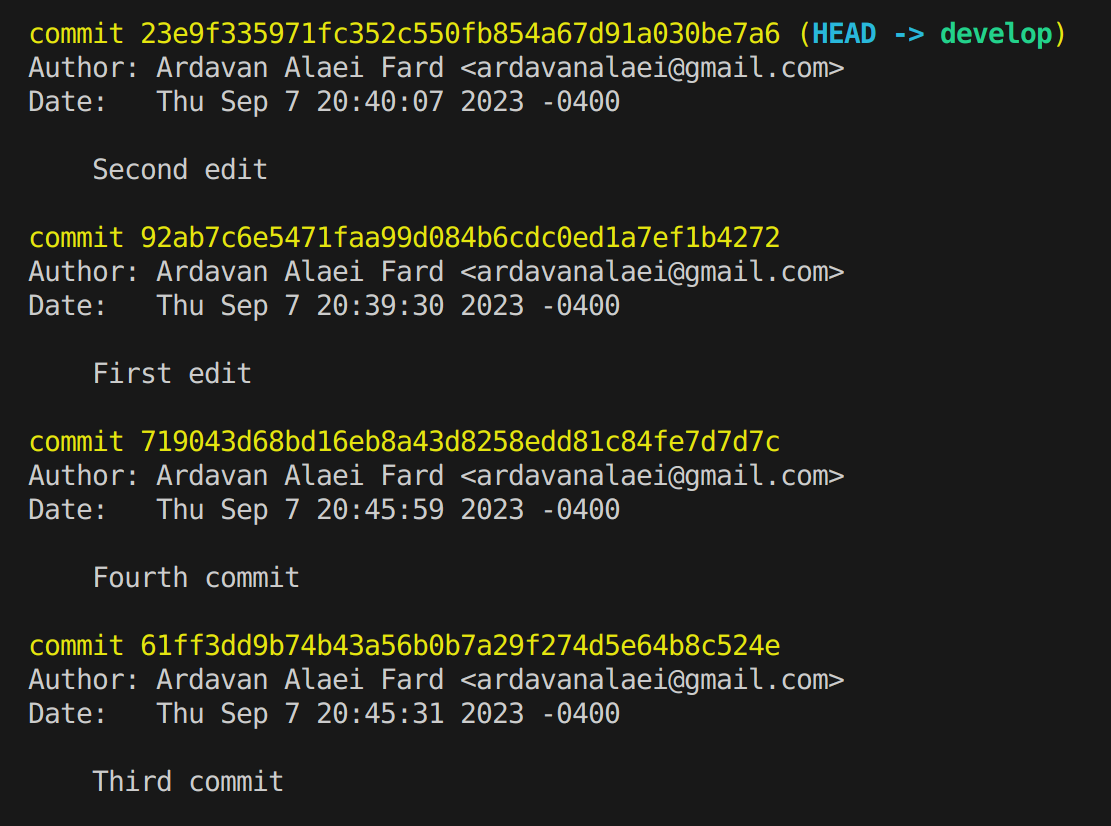 commit 23e9f335971fc352c550fb854a67d91a030be7a6 (HEAD -> develop)
Author: Ardavan Alaei Fard <ardavanalaei@gmail.com>
Date:   Thu Sep 7 20:40:07 2023 -0400
    Second edit
commit 92ab7c6e5471faa99d084b6cdc0ed1a7ef1b4272
Author: Ardavan Alaei Fard <ardavanalaei@gmail.com>
Date:   Thu Sep 7 20:39:30 2023 -0400
    First edit
commit 719043d68bd16eb8a43d8258edd81c84fe7d7d7c
Author: Ardavan Alaei Fard <ardavanalaei@gmail.com>
Date:   Thu Sep 7 20:45:59 2023 -0400
    Fourth commit
commit 61ff3dd9b74b43a56b0b7a29f274d5e64b8c524e
Author: Ardavan Alaei Fard <ardavanalaei@gmail.com>
Date:   Thu Sep 7 20:45:31 2023 -0400
    Third commit